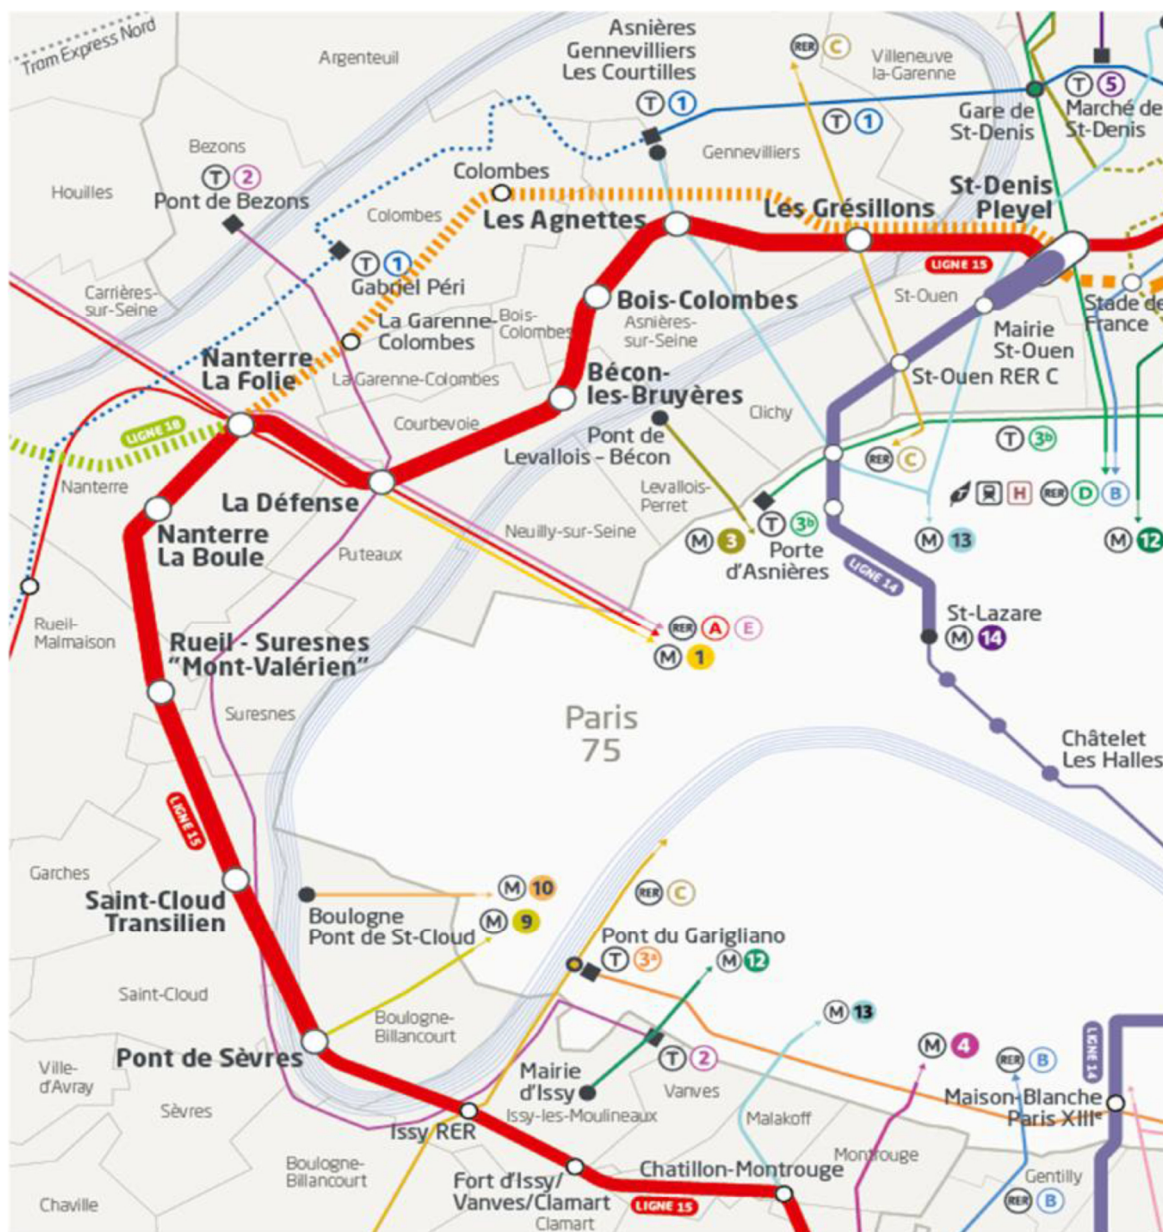 Tram Express Nord
Argenteuil
Asnières
Gennevilliers
Les Courtilles
T 1
RER C
Villeneuve
la-Garenne
T 5
Marché de
St-Denis
Gare de
St-Denis
T 1
Bezons
T 2
Pont de Bezons
Houilles
Colombes
Gennevilliers
Colombes
Les Agnettes
Les Grésillons
St-Denis
Pleyel
LIGNE 15
T 1
Gabriel Péri
Carrières-
sur-Seine
La Garenne-
Colombes
Bois-
Colombes
Bois-Colombes
Asnières-
sur-Seine
St-Ouen
Stade de
France
Mairie
St-Ouen
St-Ouen RER C
Nanterre
La Folie
La Garenne-Colombes
Bécon-
les-Bruyères
Clichy
LIGNE 18
Courbevoie
Pont de
Levallois - Bécon
T 3b
RER C
Nanterre
La Défense
Levallois-
Perret
H RER D B
Nanterre
La Boule
Neuilly-sur-Seine
Puteaux
M 3
T 3b
Porte
d'Asnières
M 13
M 12
LIGNE 14
Rueil-
Malmaison
RER A E
M 1
St-Lazare
M 14
Rueil - Suresnes
"Mont-Valérien"
Suresnes
Paris
75
Châtelet
Les Halles
LIGNE 15
Garches
Saint-Cloud
Transilien
M 10
M 9
Boulogne
Pont de St-Cloud
RER C
Pont du Garigliano
T 3a
M 12
Saint-Cloud
Boulogne-
Billancourt
M 13
M 4
RER B
LIGNE 14
Pont de Sèvres
T 2
Ville-
d'Avray
Sèvres
Mairie
d'Issy
Vanves
Maison-Blanche
Paris XIIIe
Issy-les-Moulineaux
Malakoff
Issy RER
Montrouge
Boulogne-
Billancourt
Chatillon-Montrouge
Gentilly
RER B
Fort d'Issy/
Vanves/Clamart
LIGNE 15
Chaville
Clamart